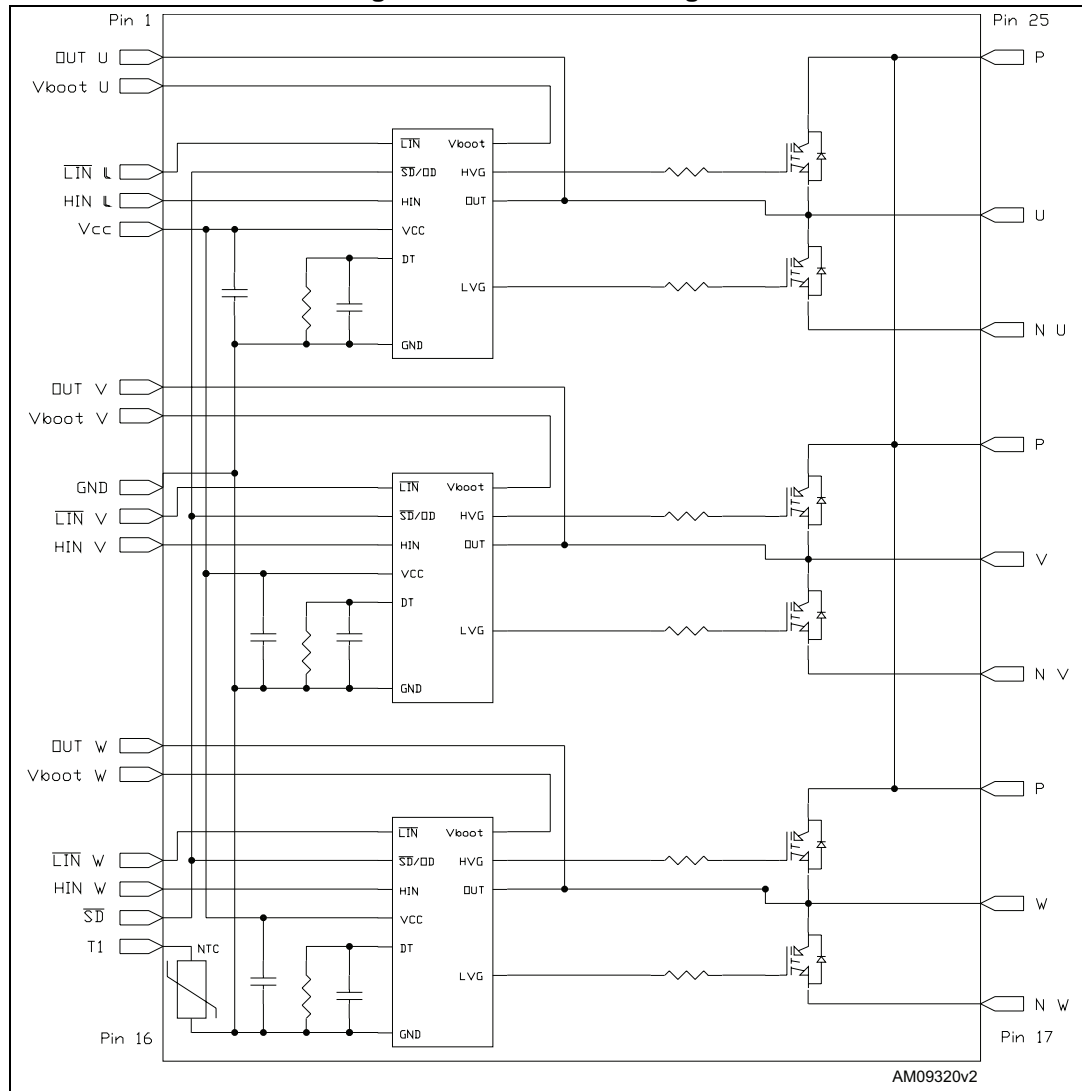 Pin 1
Pin 25
OUT U
Vboot U
LIN U
HIN U
Vcc
LIN
SD/OD
HIN
VCC
DT
GND
Vboot
HVG
OUT
LVG
P
U
N U
OUT V
Vboot V
GND
LIN V
HIN V
LIN
SD/OD
HIN
VCC
DT
GND
Vboot
HVG
OUT
LVG
P
V
N V
OUT W
Vboot W
LIN W
HIN W
SD
T1
NTC
LIN
SD/OD
HIN
VCC
DT
GND
Vboot
HVG
OUT
LVG
P
W
N W
Pin 16
Pin 17
AM09320v2